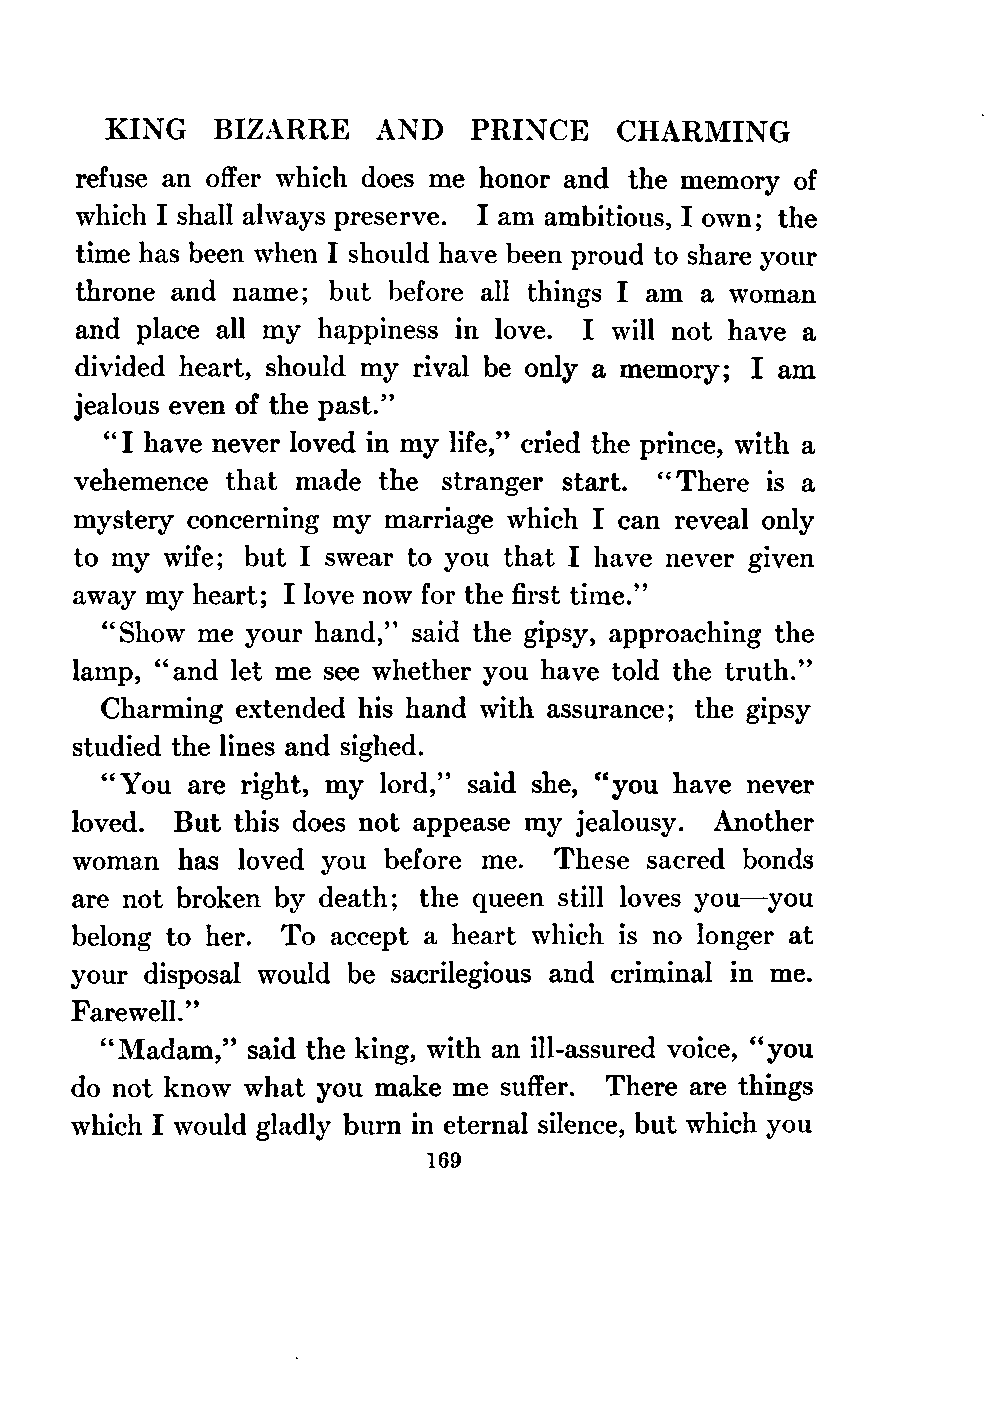 KING BIZARRE AND PRINCE CHARMING
refuse an offer which does me honor and the memory of
which I shall always preserve. I am ambitious, I own; the
time has been when I should have been proud to share your
throne and name; but before all things I am a woman
and place all my happiness in love. I will not have a
divided heart, should my rival be only a memory; I am
jealous even of the past."
"I have never loved in my life," cried the prince, with a
vehemence that made the stranger start. "There is a
mystery concerning my marriage which I can reveal only
to my wife; but I swear to you that I have never given
away my heart; I love now for the first time."
"Show me your hand," said the gipsy, approaching the
lamp, "and let me see whether you have told the truth."
Charming extended his hand with assurance; the gipsy
studied the lines and sighed.
"You are right, my lord," said she, "you have never
loved. But this does not appease my jealousy. Another
woman has loved you before me. These sacred bonds
are not broken by death; the queen still loves you—you
belong to her. To accept a heart which is no longer at
your disposal would be sacrilegious and criminal in me.
Farewell."
"Madam," said the king, with an ill-assured voice, "you
do not know what you make me suffer. There are things
which I would gladly burn in eternal silence, but which you
169